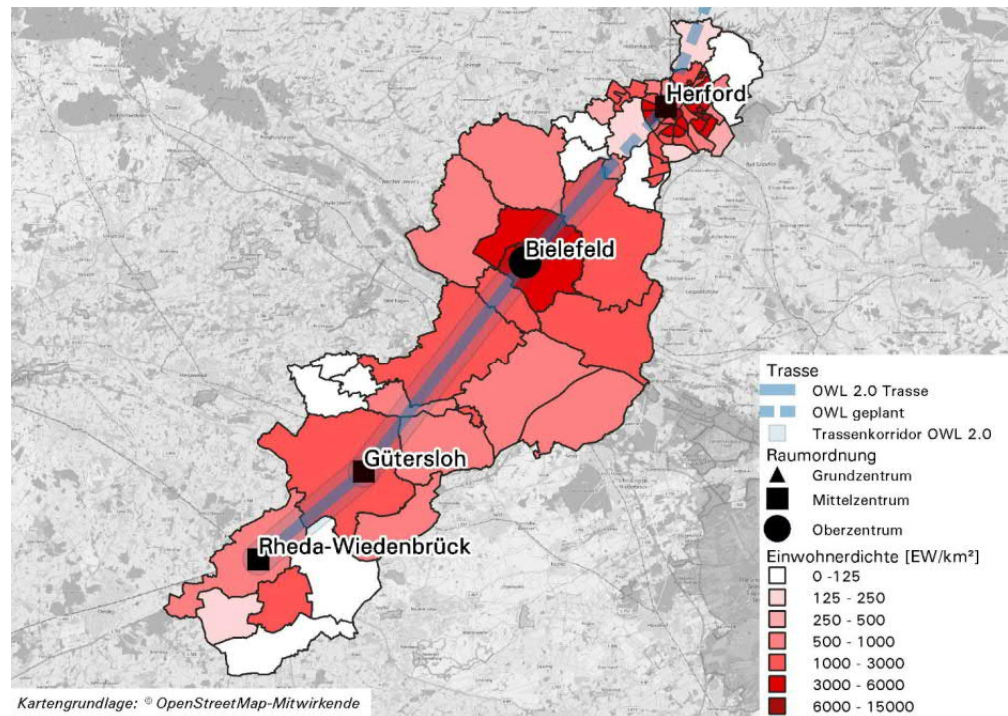 Herford
Bielefeld
Gütersloh
Rheda-Wiedenbrück
Trasse
OWL 2.0 Trasse
OWL geplant
Trassenkorridor OWL 2.0
Raumordnung
Grundzentrum
Mittelzentrum
Oberzentrum
Einwohnerdichte [EW/km²]
0 -125
125 - 250
250 - 500
500 - 1000
1000 - 3000
3000 - 6000
6000 - 15000
Kartengrundlage: © OpenStreetMap-Mitwirkende